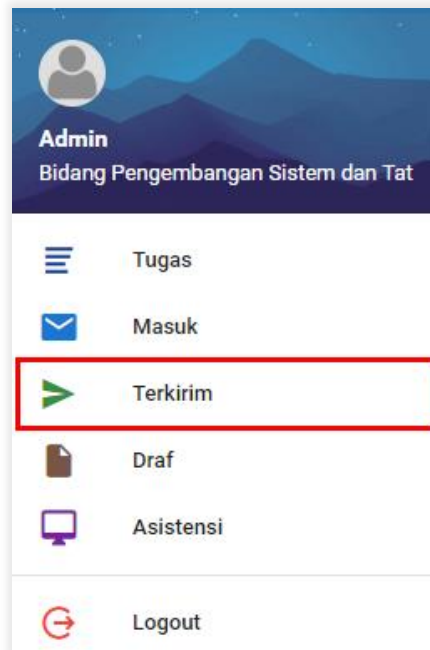 Admin
Bidang Pengembangan Sistem dan Tat
Tugas
Masuk
Terkirim
Draf
Asistensi
Logout